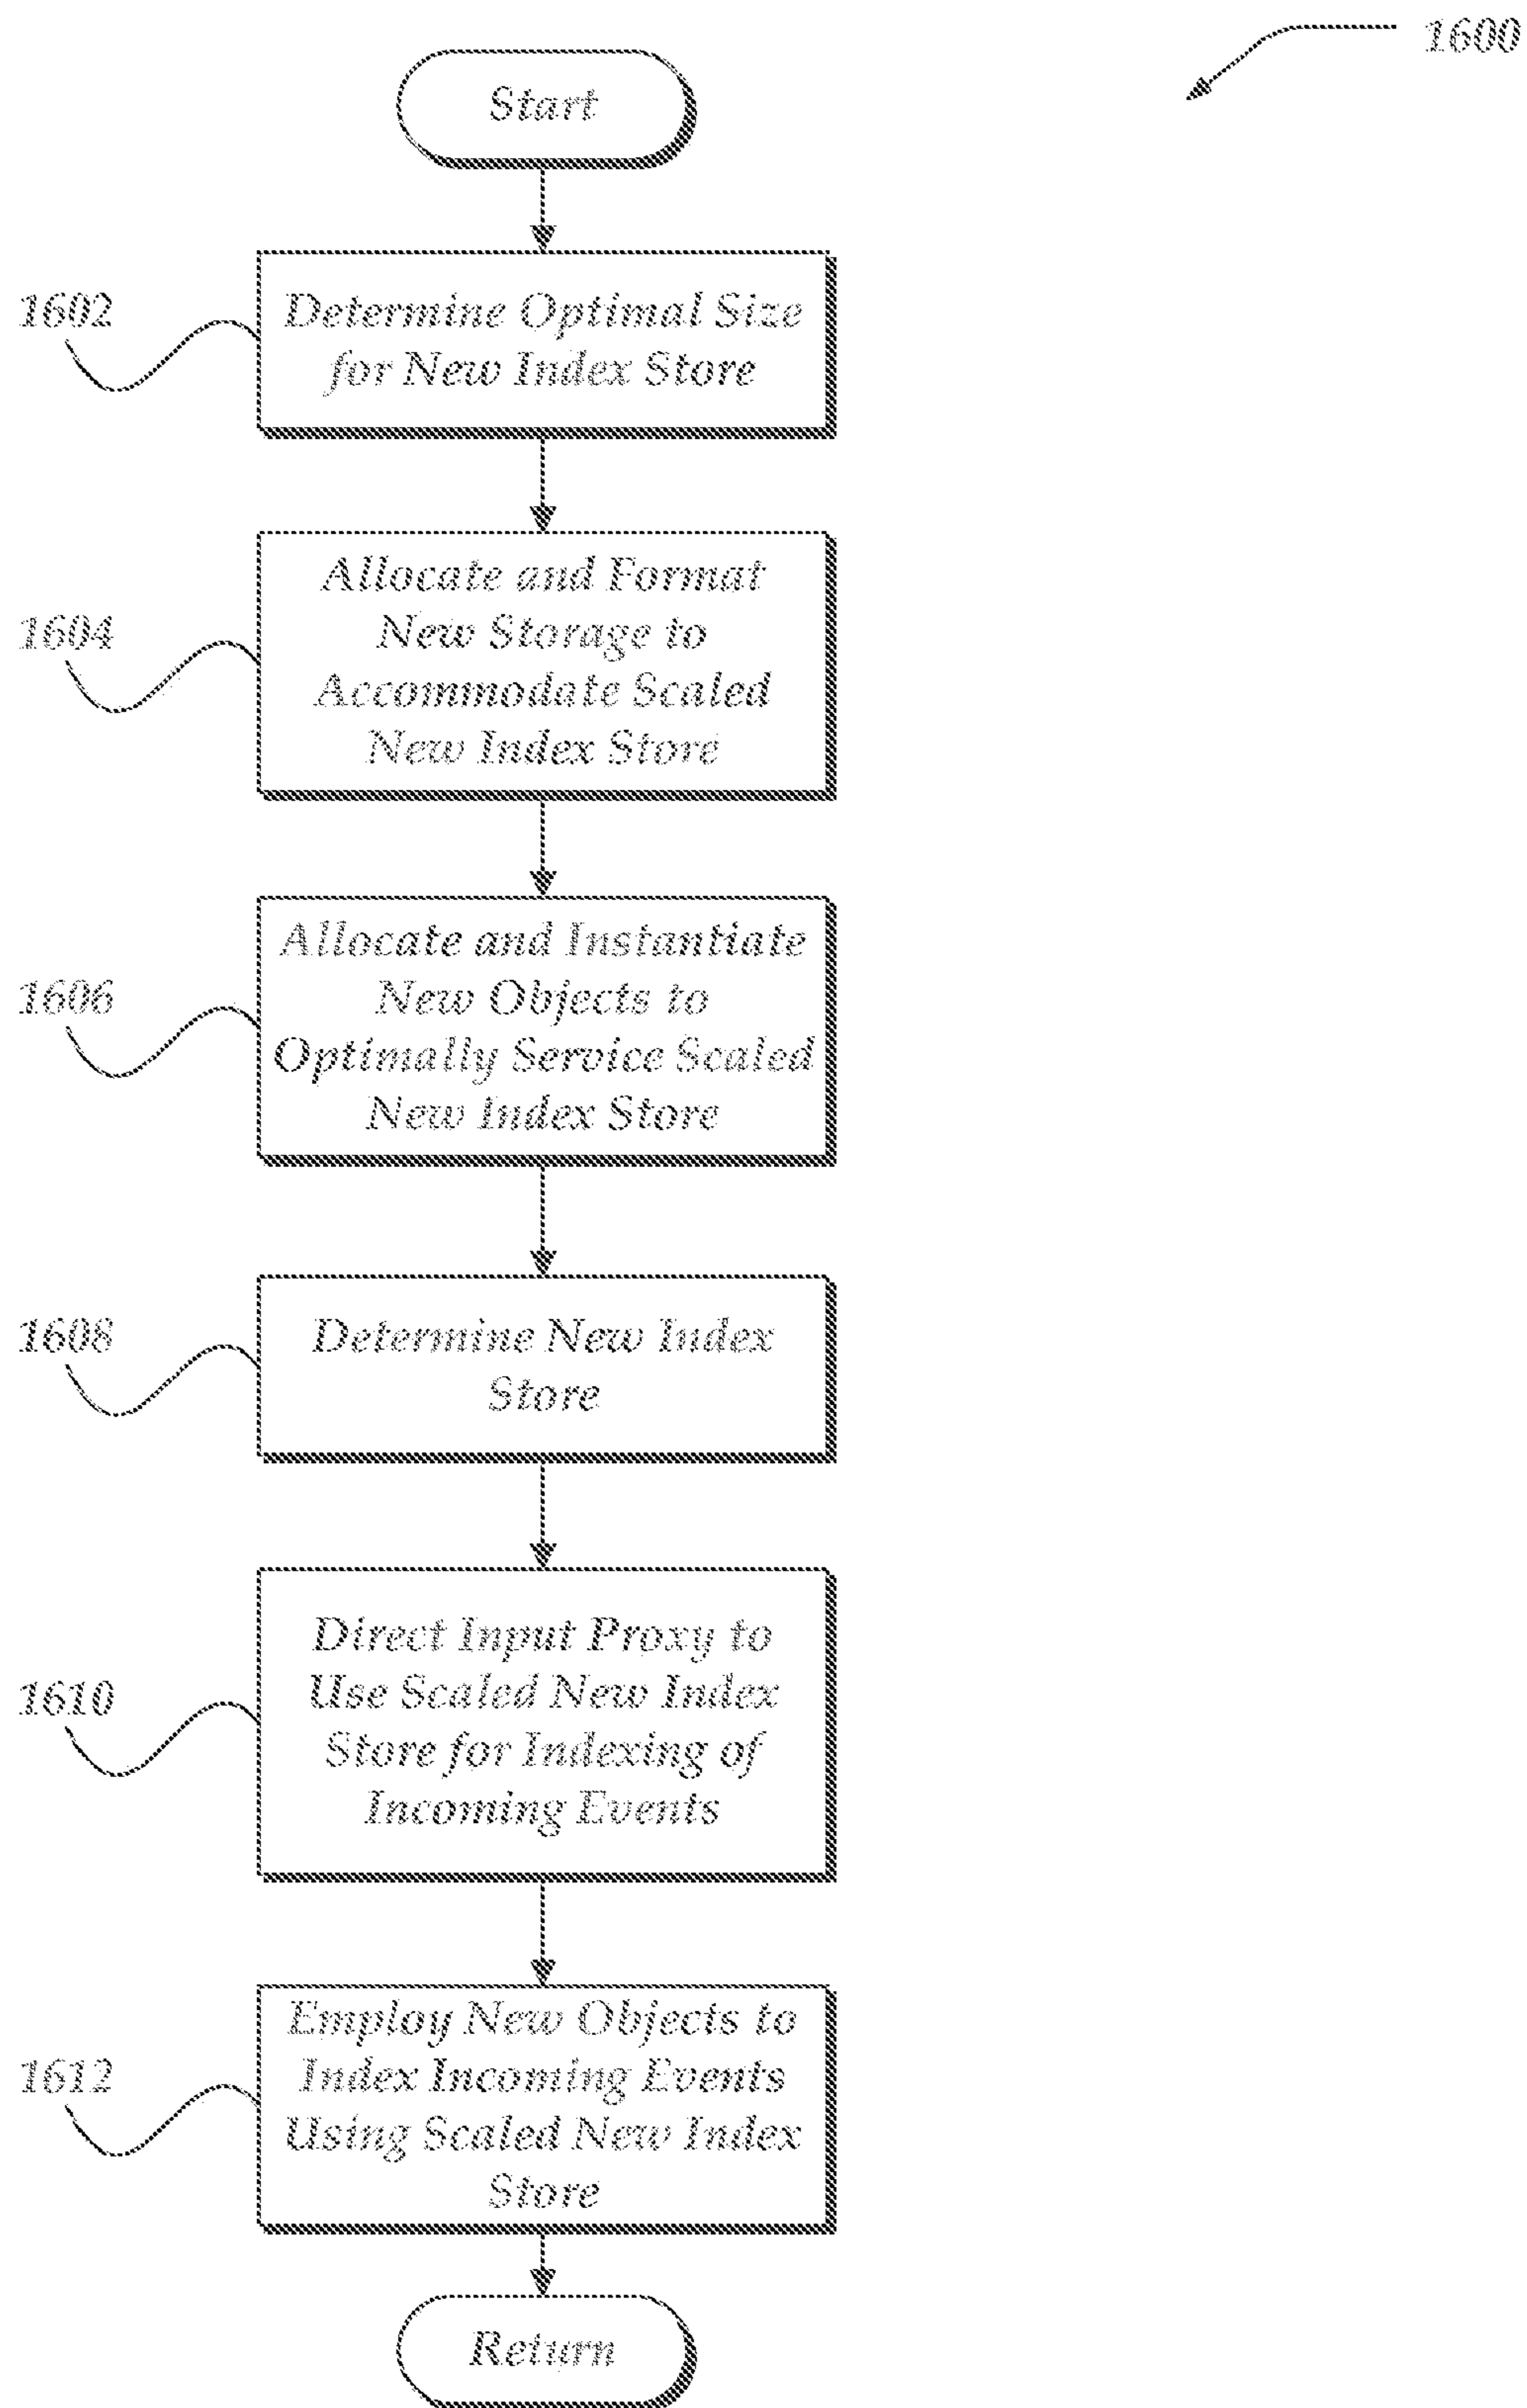 1600
Start
1602
Determine Optimal Size
for New Index Store
1604
Allocate and Format
New Storage to
Accommodate Scaled
New Index Store
1606
Allocate and Instantiate
New Objects to
Optimally Service Scaled
New Index Store
1608
Determine New Index
Store
1610
Direct Input Proxy to
Use Scaled New Index
Store for Indexing of
Incoming Events
1612
Employ New Objects to
Index Incoming Events
Using Scaled New Index
Store
Return